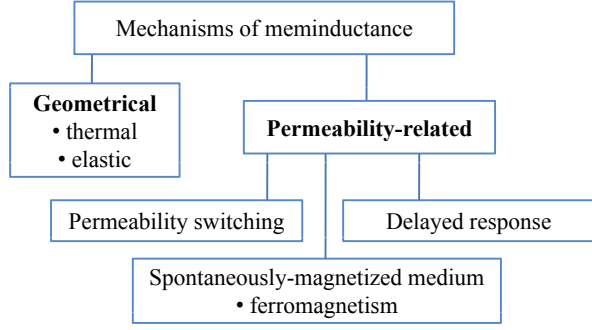 Mechanisms of meminductance
Geometrical
• thermal
• elastic
Permeability-related
Permeability switching
Delayed response
Spontaneously-magnetized medium
• ferromagnetism